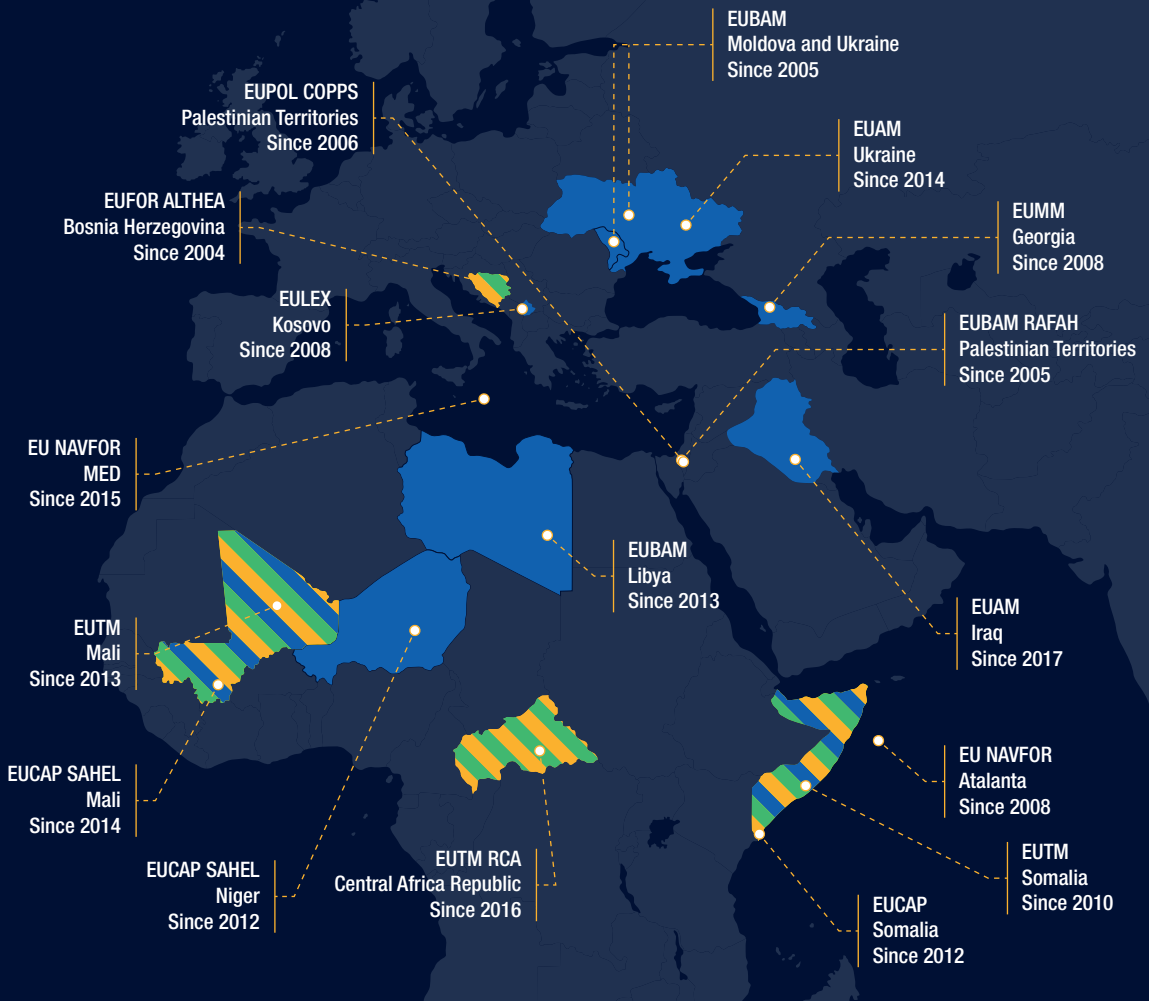 EUBAM
Moldova and Ukraine
Since 2005
EUPOL COPPS
Palestinian Territories
Since 2006
EUAM
Ukraine
Since 2014
EUFOR ALTHEA
Bosnia Herzegovina
Since 2004
EUMM
Georgia
Since 2008
EULEX
Kosovo
Since 2008
EUBAM RAFAH
Palestinian Territories
Since 2005
EU NAVFOR
MED
Since 2015
EUBAM
Libya
Since 2013
EUAM
Iraq
Since 2017
EUTM
Mali
Since 2013
EU NAVFOR
Atalanta
Since 2008
EUCAP SAHEL
Mali
Since 2014
EUTM
Somalia
Since 2010
EUCAP SAHEL
Niger
Since 2012
EUTM RCA
Central Africa Republic
Since 2016
EUCAP
Somalia
Since 2012